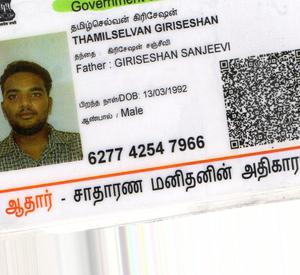 Government
தமிழ்செல்வன் கிரிசேஷன்
THAMILSELVAN GIRISESHAN
தந்தை : கிரிசேஷன் சஞ்சீவி
Father : GIRISESHAN SANJEEVI
பிறந்த நாள்/DOB: 13/03/1992
ஆண்பால் / Male
6277 4254 7966
ஆதார் - சாதாரண மனிதனின் அதிகார